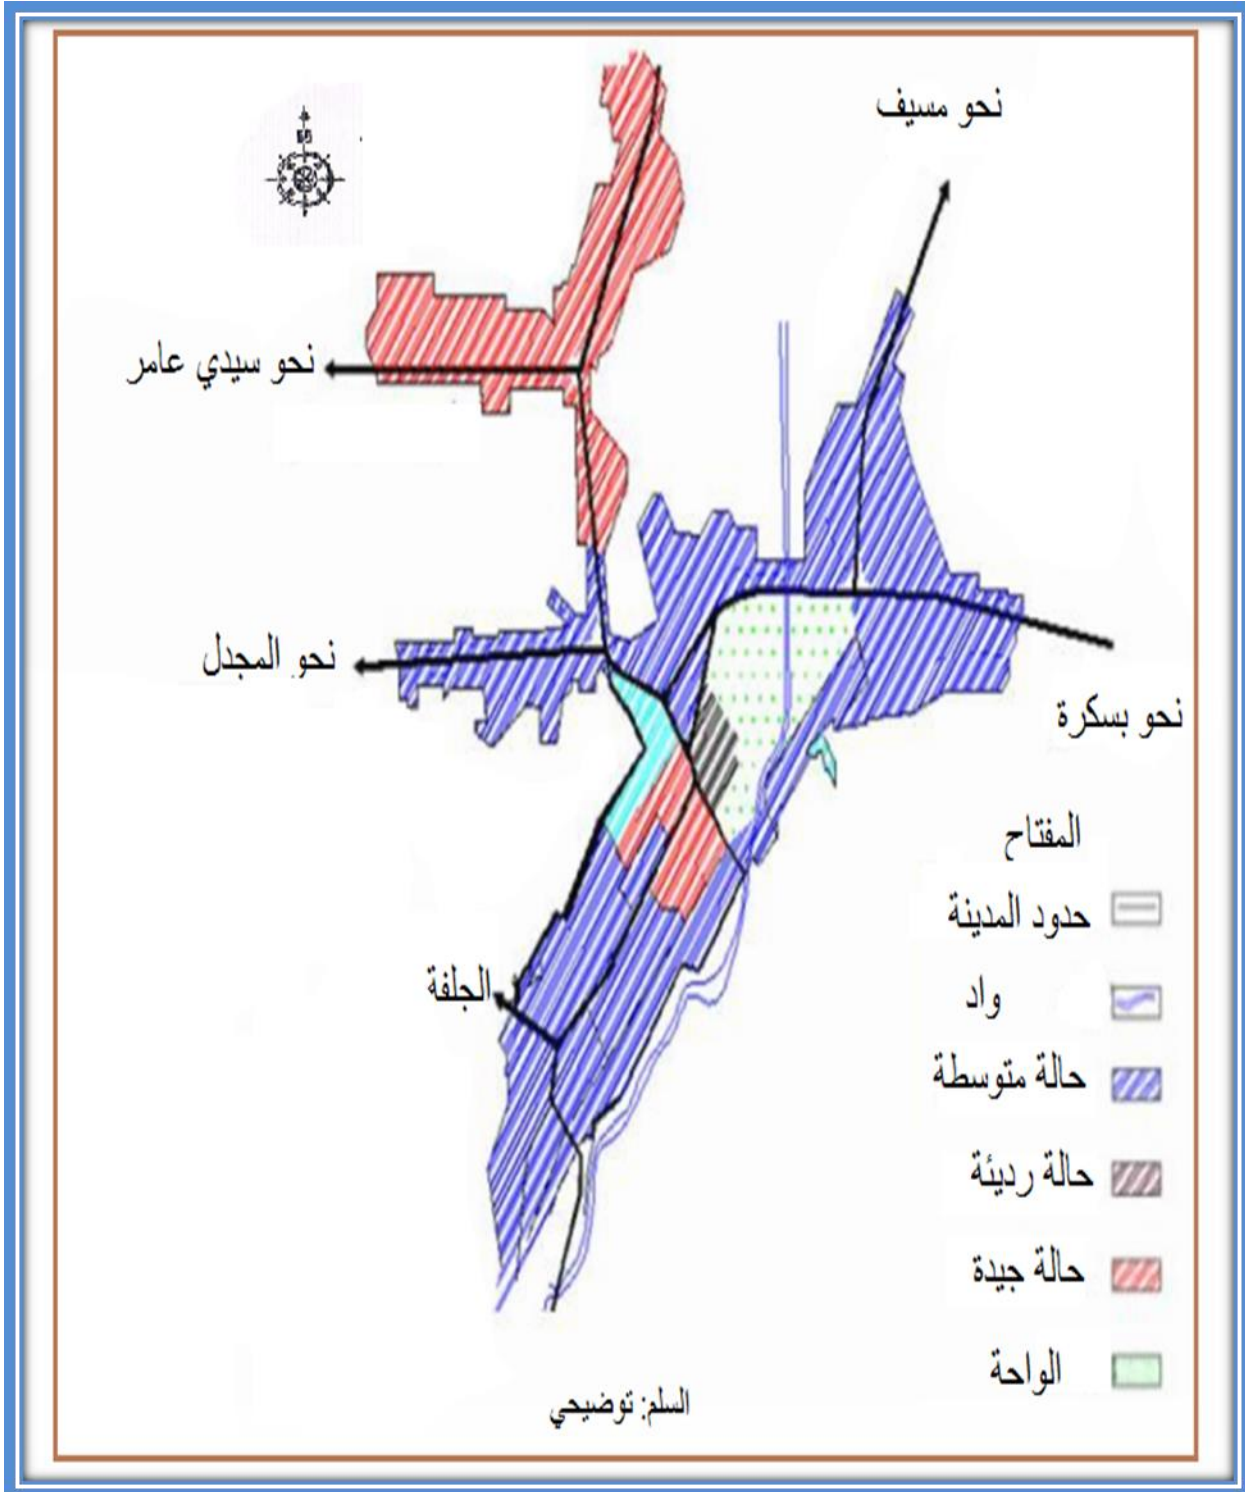 نحو مسيف
نحو سيدي عامر
نحو المجدل
نحو بسكرة
الجلفة
المفتاح
حدود المدينة
واد
حالة متوسطة
حالة رديئة
حالة جيدة
الواحة
السلم: توضيحي